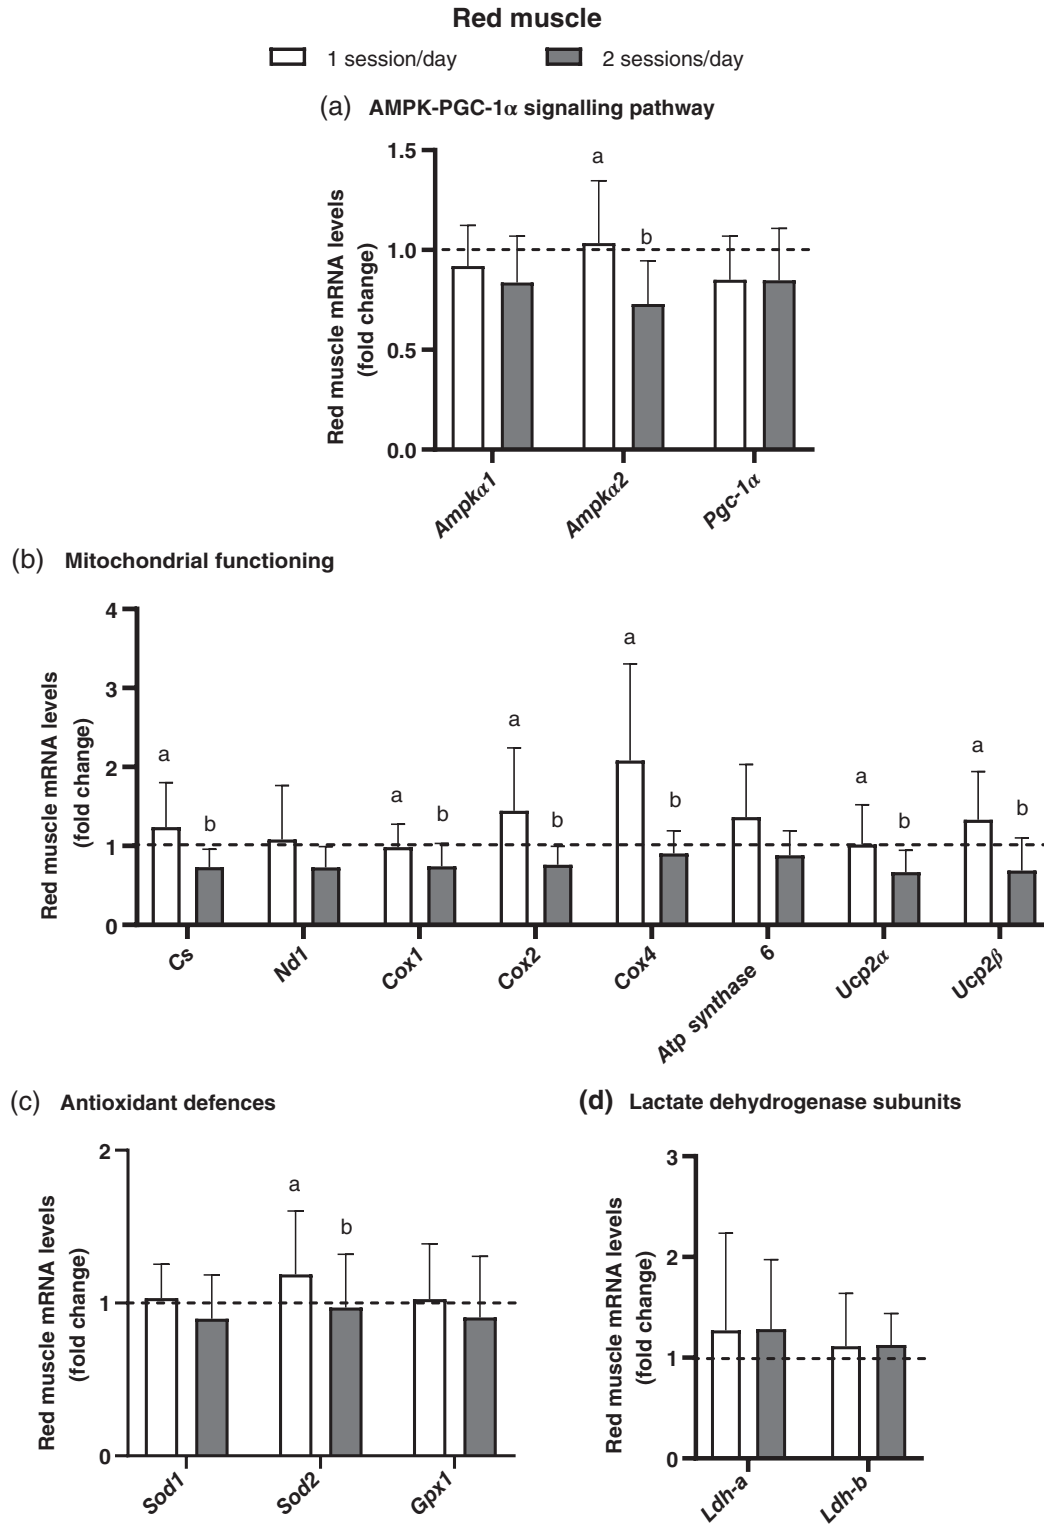 Red muscle
1 session/day
2 sessions/day
(a) AMPK-PGC-1α signalling pathway
Red muscle mRNA levels
(fold change)
1.5
1.0
0.5
0.0
a
b
Ampkα1
Ampkα2
Pgc-1α
(b) Mitochondrial functioning
Red muscle mRNA levels
(fold change)
4
3
2
1
0
a
b
a
b
a
b
a
b
a
b
a
b
Cs
Nd1
Cox1
Cox2
Cox4
Atp synthase 6
Ucp2α
Ucp2β
(c) Antioxidant defences
Red muscle mRNA levels
(fold change)
2
1
0
a
b
Sod1
Sod2
Gpx1
(d) Lactate dehydrogenase subunits
Red muscle mRNA levels
(fold change)
3
2
1
0
Ldh-a
Ldh-b